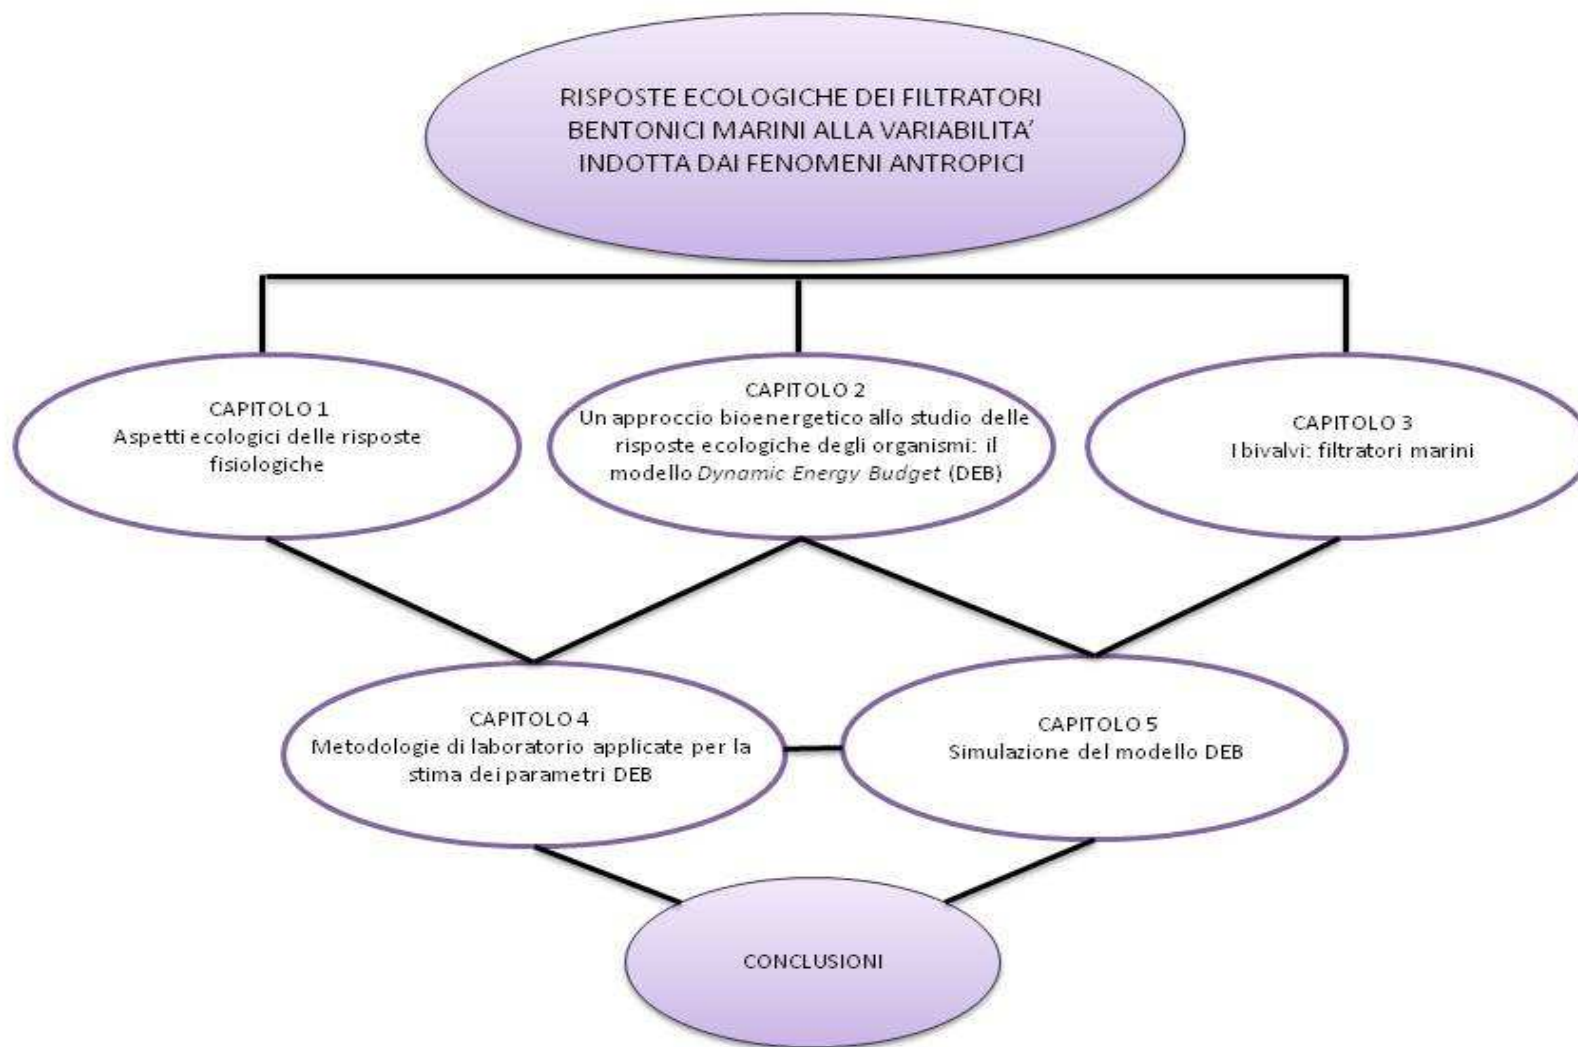 RISPOSTE ECOLOGICHE DEI FILTRATORI
BENTONICI MARINI ALLA VARIABILITA’
INDOTTA DAI FENOMENI ANTROPICI
CAPITOLO 1
Aspetti ecologici delle risposte
fisiologiche
CAPITOLO 2
Un approccio bioenergetico allo studio delle
risposte ecologiche degli organismi: il
modello Dynamic Energy Budget (DEB)
CAPITOLO 3
I bivalvi: filtratori marini
CAPITOLO 4
Metodologie di laboratorio applicate per la
stima dei parametri DEB
CAPITOLO 5
Simulazione del modello DEB
CONCLUSIONI